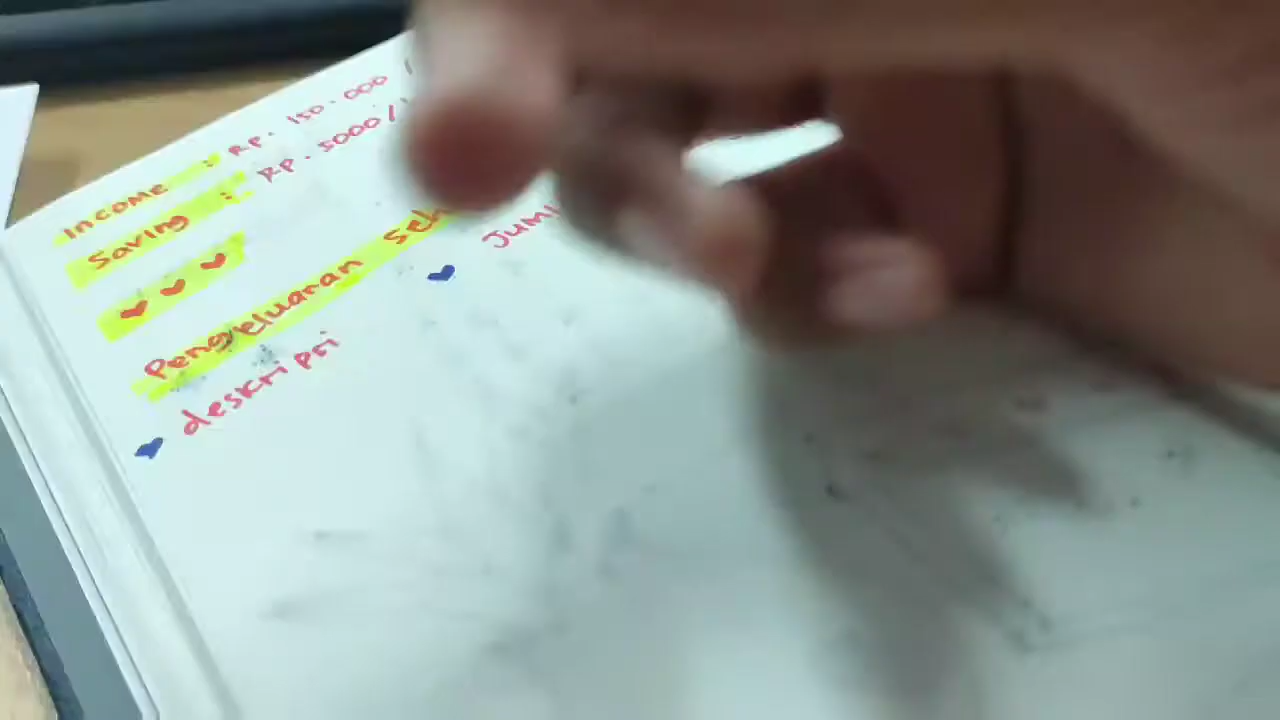 Income : RP. 150.000 /
Saving : RP. 5000 /
Pengeluaran
deskripsi